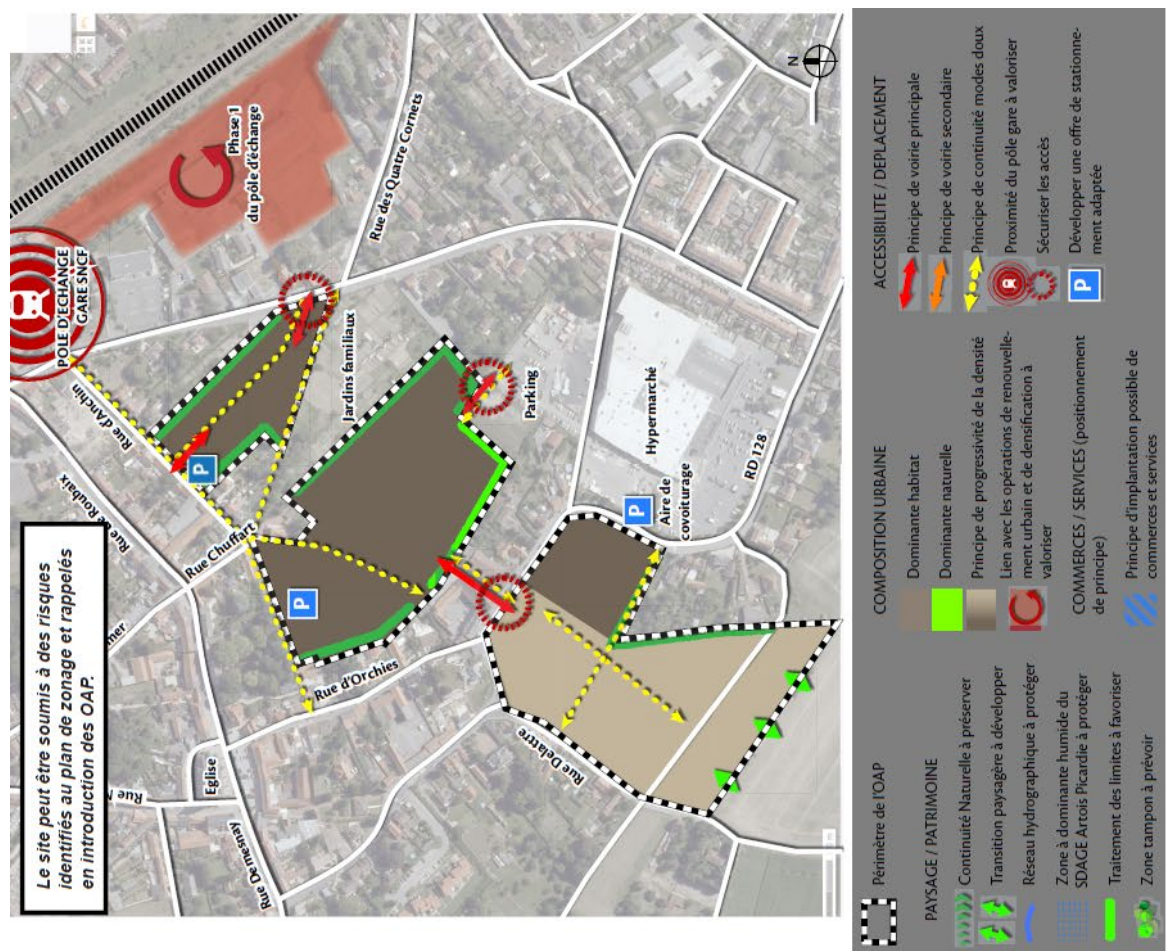 Le site peut être soumis à des risques
identifiés au plan de zonage et rappelés
en introduction des OAP.
POLE D'ECHANGE
GARE SNCF
Phase 1
du pôle d'échange
Rue des Quatre Cornets
Rue d'Anchin
Rue de Roubaix
Rue Chuffart
Jardins familiaux
Parking
Hypermarché
RD 128
Aire de
covoiturage
Rue d'Orchies
Rue Delattre
Eglise
Rue Demesnay
Rue N
mer
P
P
P
N
Périmètre de l'OAP
PAYSAGE / PATRIMOINE
Continuité Naturelle à préserver
Transition paysagère à développer
Réseau hydrographique à protéger
Zone à dominante humide du
SDAGE Artois Picardie à protéger
Traitement des limites à favoriser
Zone tampon à prévoir
COMPOSITION URBAINE
Dominante habitat
Dominante naturelle
Principe de progressivité de la densité
Lien avec les opérations de renouvelle-
ment urbain et de densification à
valoriser
COMMERCES / SERVICES (positionnement
de principe)
Principe d'implantation possible de
commerces et services
ACCESSIBILITE / DEPLACEMENT
Principe de voirie principale
Principe de voirie secondaire
Principe de continuité modes doux
Proximité du pôle gare à valoriser
Sécuriser les accès
P
Développer une offre de stationne-
ment adaptée